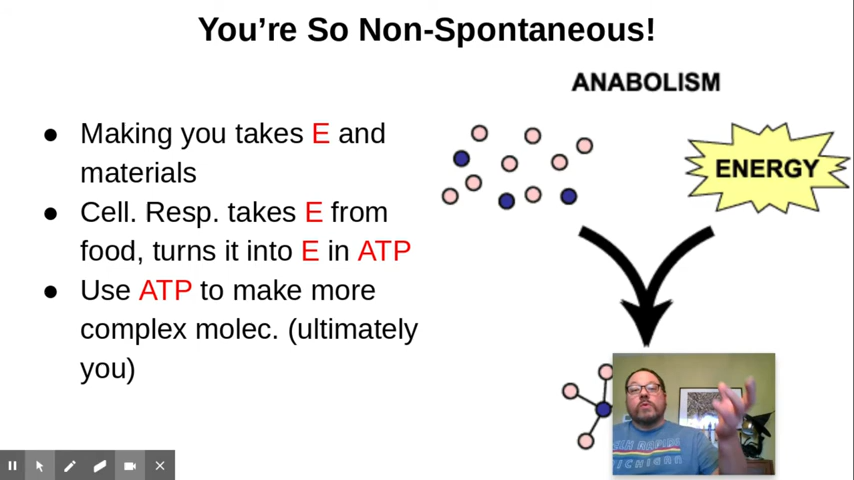 You're So Non-Spontaneous!
ANABOLISM
● Making you takes E and
materials
● Cell. Resp. takes E from
food, turns it into E in ATP
● Use ATP to make more
complex molec. (ultimately
you)
ENERGY